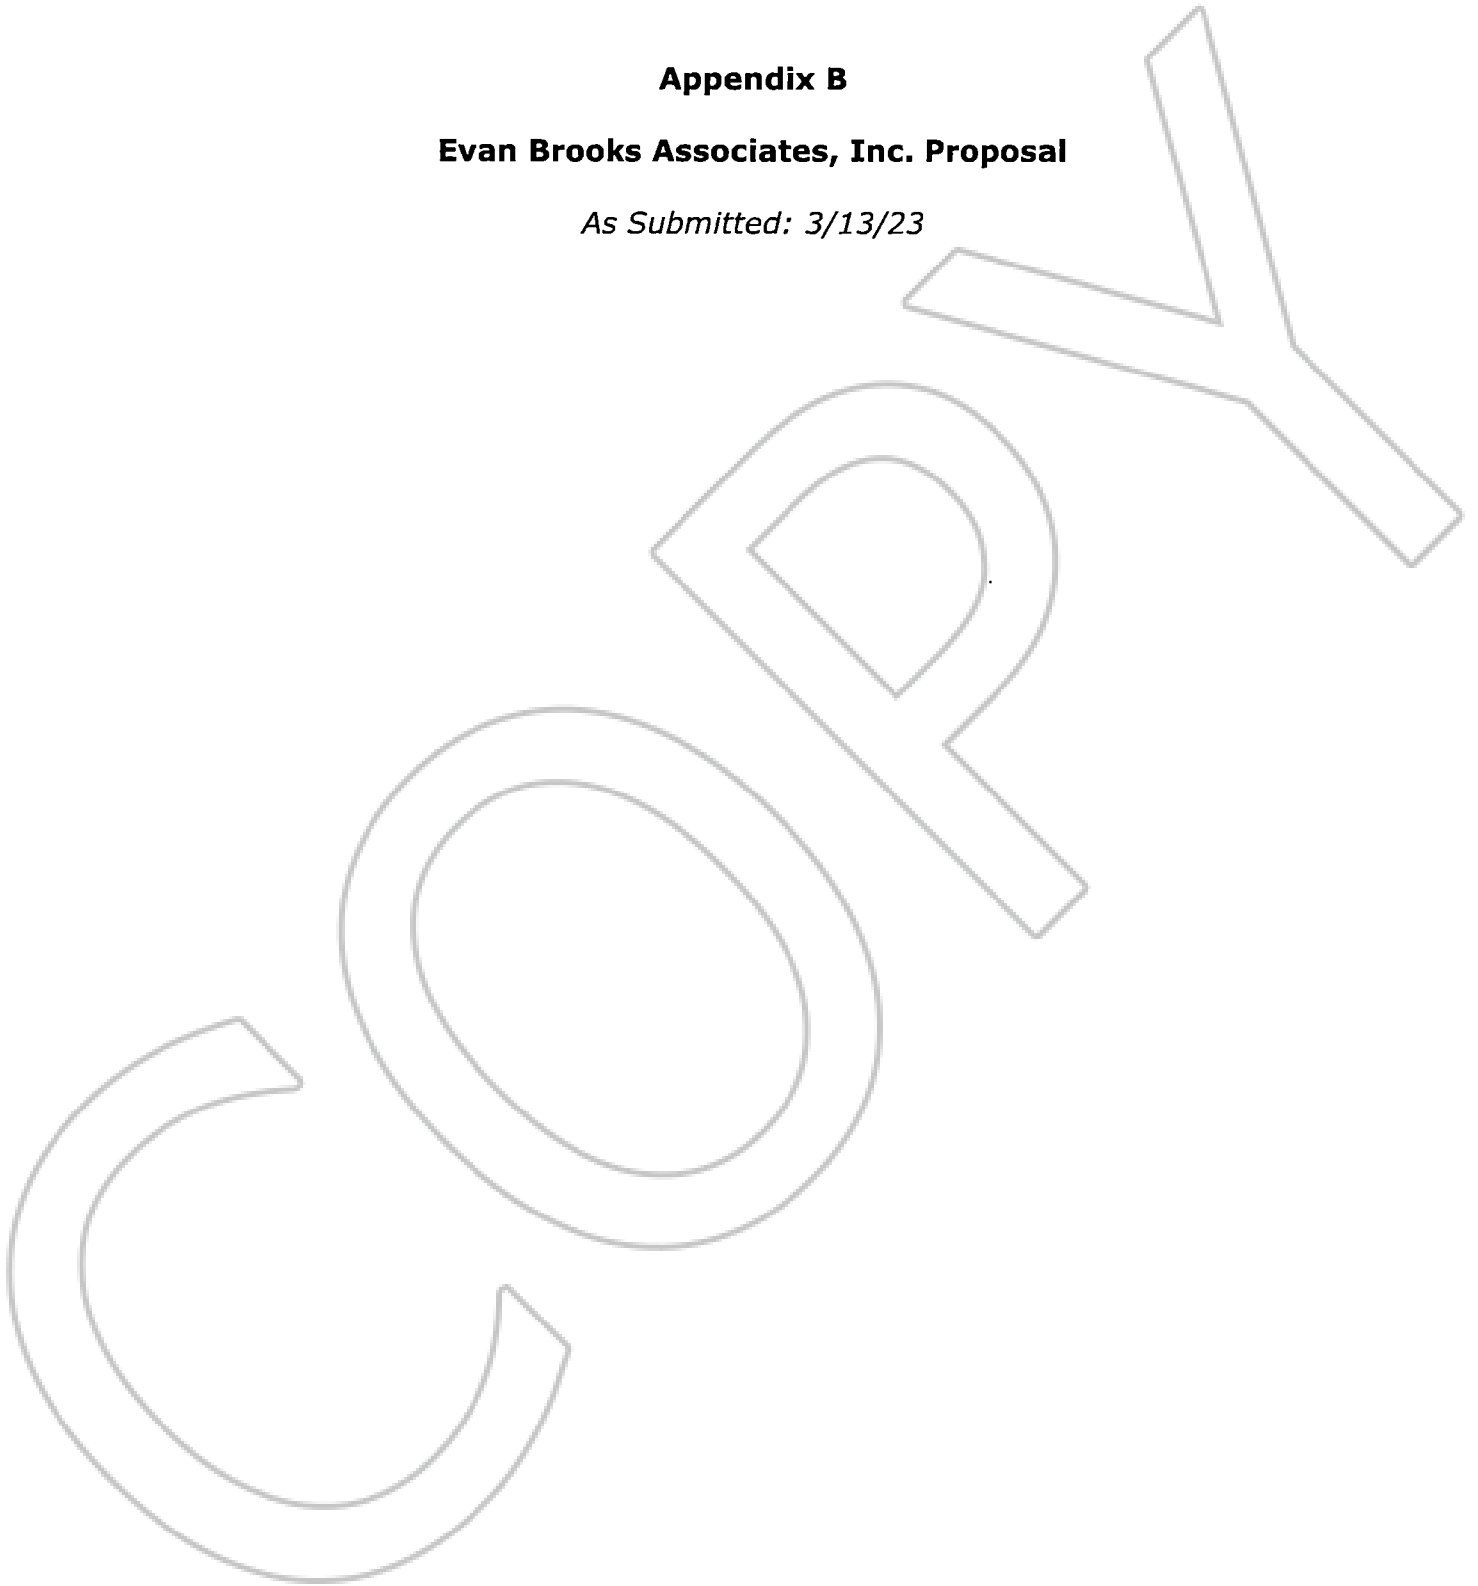 Appendix B
Evan Brooks Associates, Inc. Proposal
As Submitted: 3/13/23
COPY